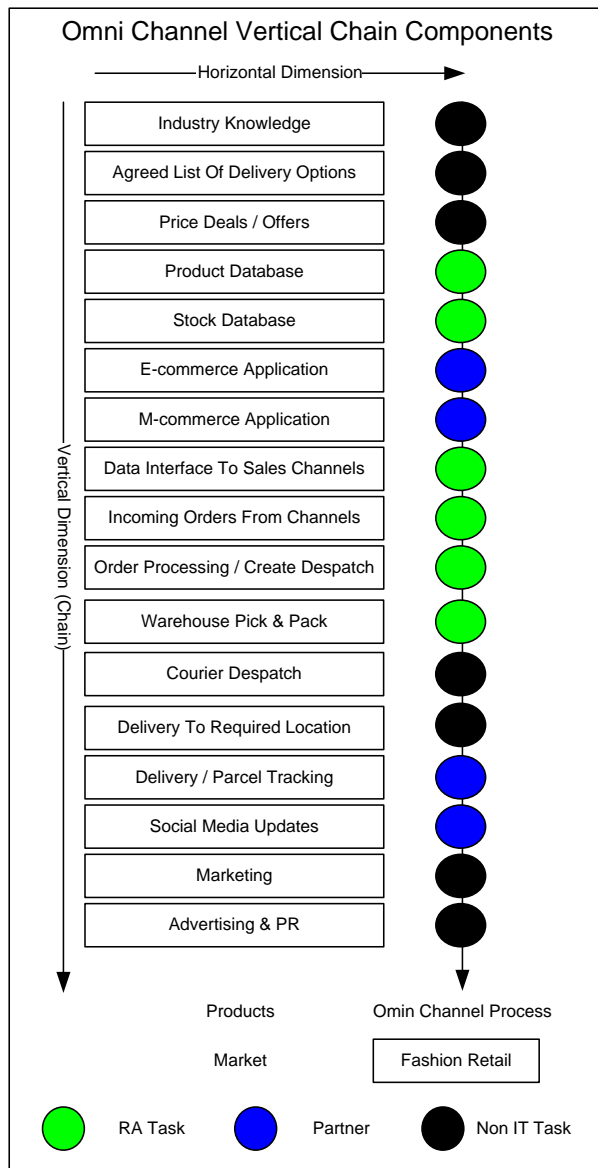 Omni Channel Vertical Chain Components
Horizontal Dimension
Industry Knowledge
Agreed List Of Delivery Options
Price Deals / Offers
Product Database
Stock Database
E-commerce Application
M-commerce Application
Data Interface To Sales Channels
Incoming Orders From Channels
Order Processing / Create Despatch
Warehouse Pick & Pack
Courier Despatch
Delivery To Required Location
Delivery / Parcel Tracking
Social Media Updates
Marketing
Advertising & PR
Vertical Dimension (Chain)
Products
Omin Channel Process
Market
Fashion Retail
RA Task
Partner
Non IT Task